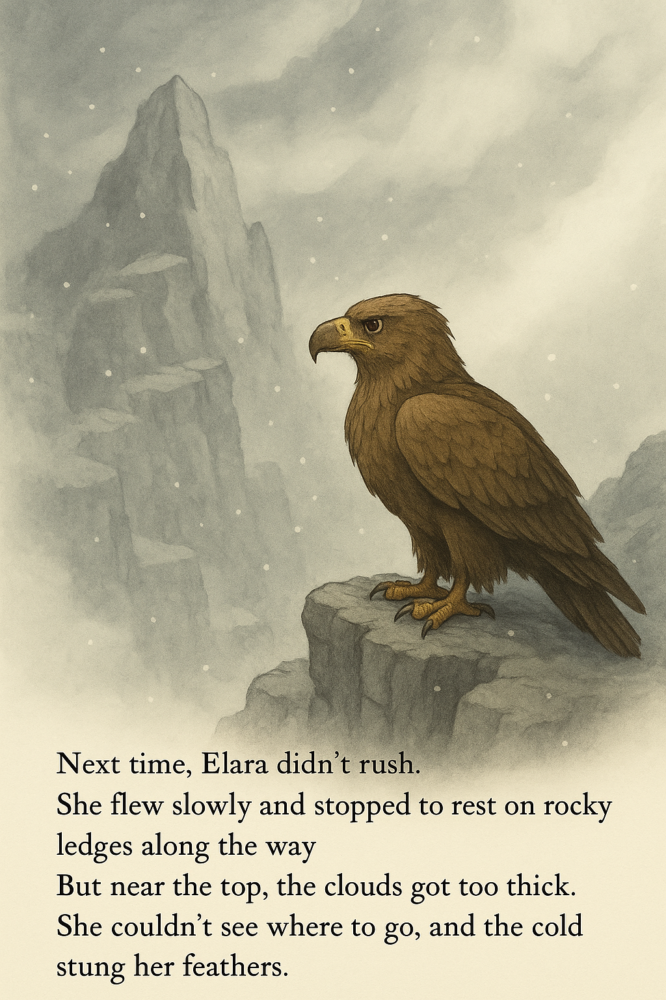 Next time, Elara didn’t rush.
She flew slowly and stopped to rest on rocky
ledges along the way
But near the top, the clouds got too thick.
She couldn’t see where to go, and the cold
stung her feathers.